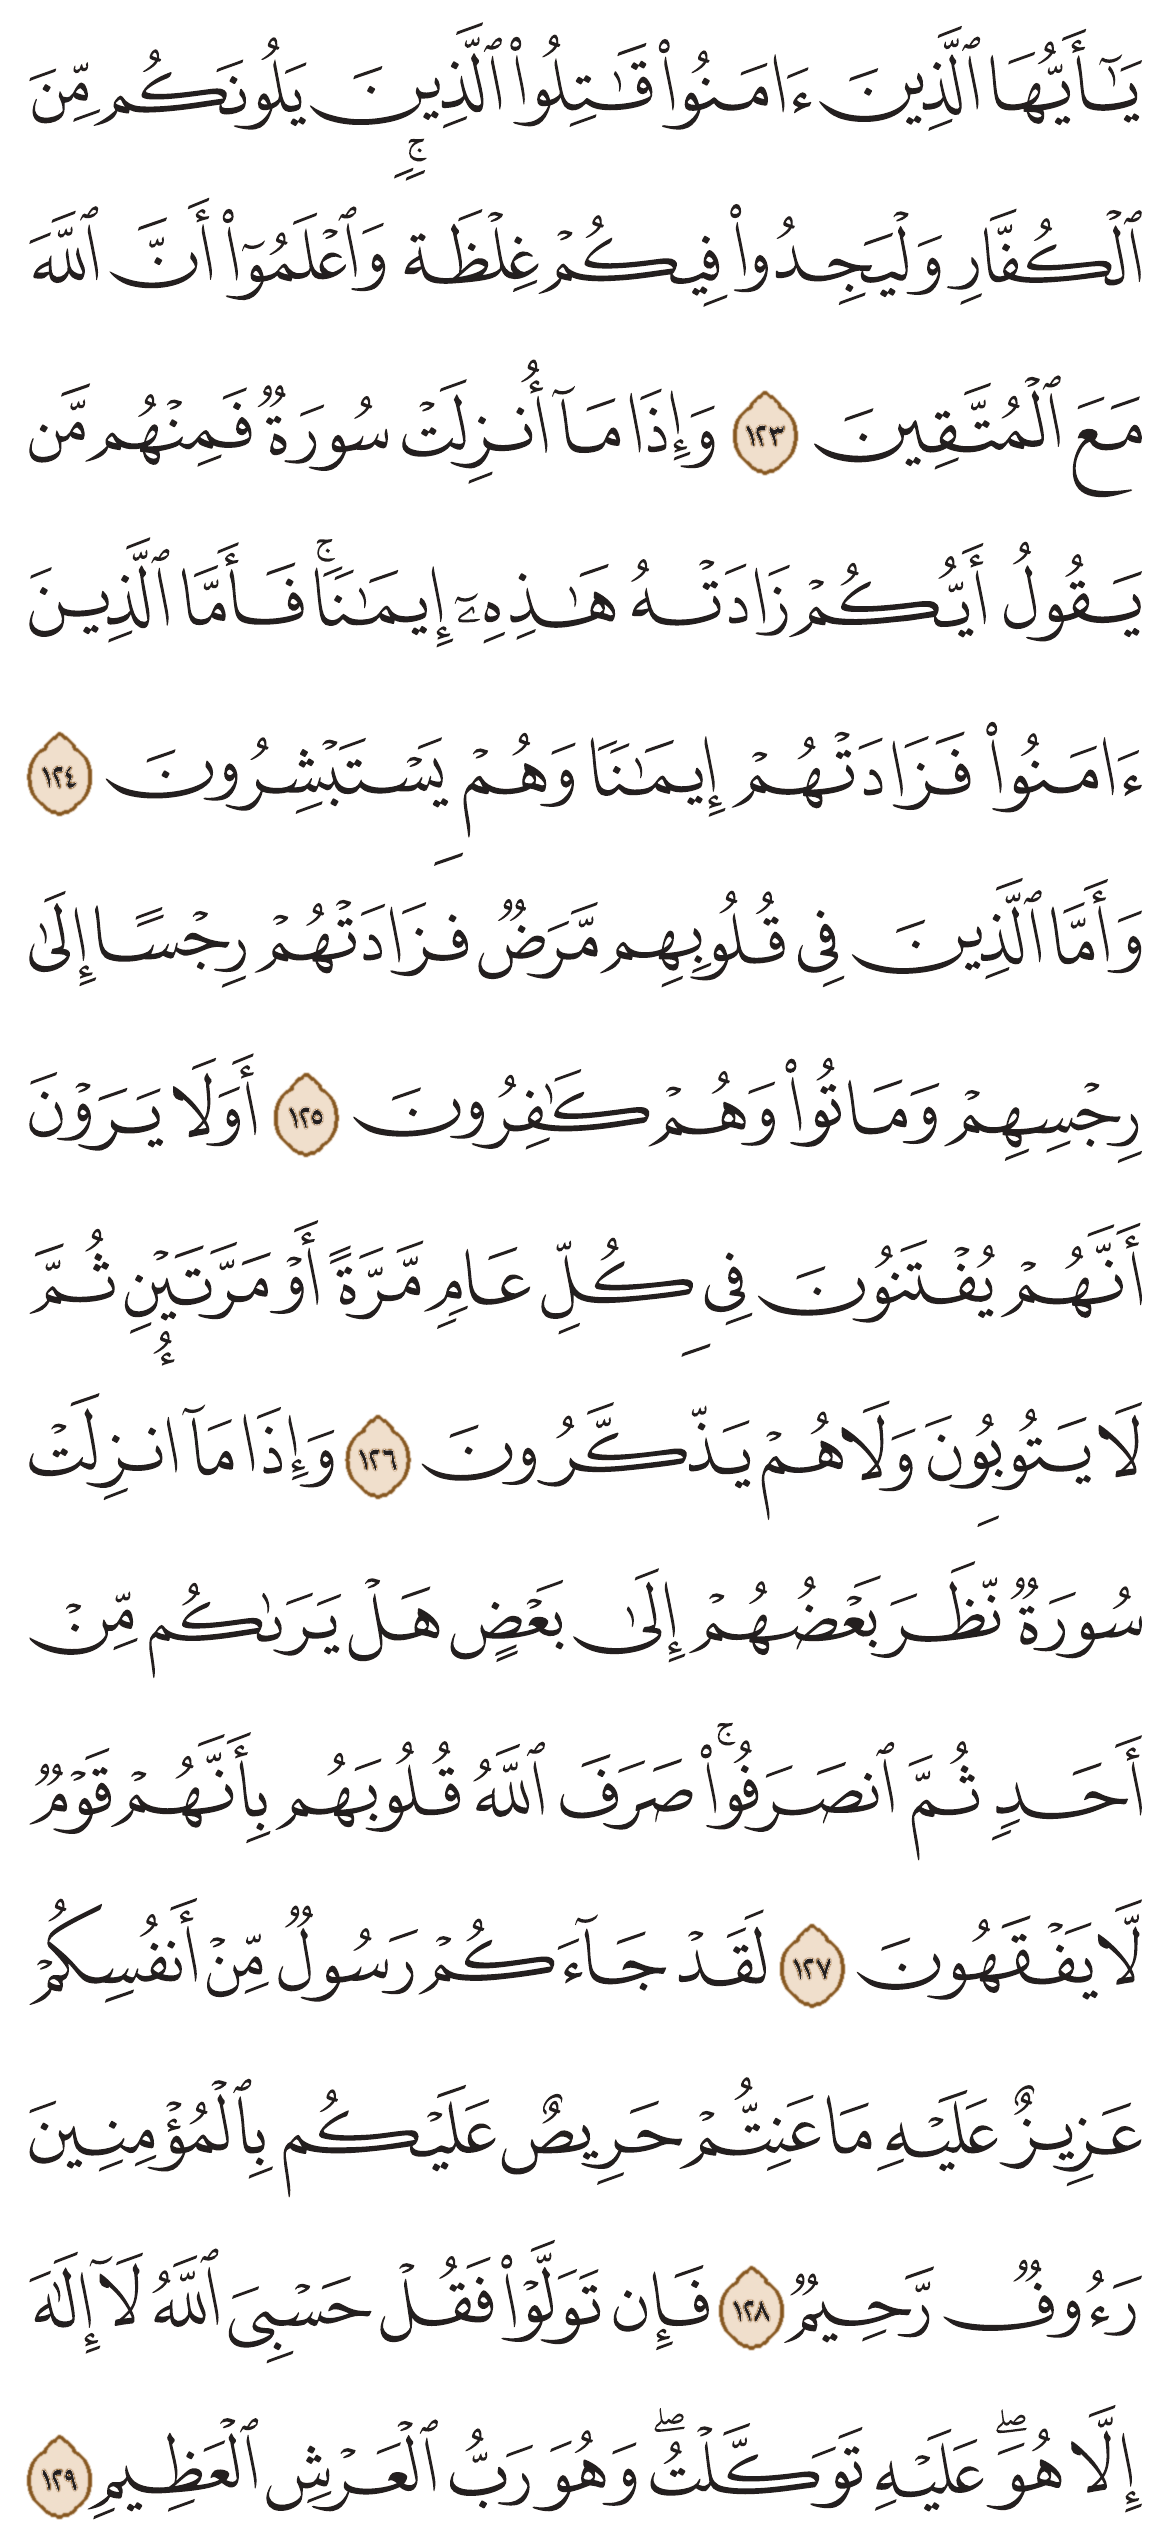 يَـٰٓأَيُّهَا ٱلَّذِينَ ءَامَنُوا۟ قَـٰتِلُوا۟ ٱلَّذِينَ يَلُونَكُم مِّنَ
ٱلْكُفَّارِ وَلْيَجِدُوا۟ فِيكُمْ غِلْظَةًۚ وَٱعْلَمُوٓا۟ أَنَّ ٱللَّهَ
مَعَ ٱلْمُتَّقِينَ ١٢٣ وَإِذَا مَآ أُنزِلَتْ سُورَةٌ فَمِنْهُم مَّن
يَقُولُ أَيُّكُمْ زَادَتْهُ هَـٰذِهِۦٓ إِيمَـٰنًاۚ فَأَمَّا ٱلَّذِينَ
ءَامَنُوا۟ فَزَادَتْهُمْ إِيمَـٰنًا وَهُمْ يَسْتَبْشِرُونَ ١٢٤
وَأَمَّا ٱلَّذِينَ فِى قُلُوبِهِم مَّرَضٌ فَزَادَتْهُمْ رِجْسًا إِلَىٰ
رِجْسِهِمْ وَمَاتُوا۟ وَهُمْ كَـٰفِرُونَ ١٢٥ أَوَلَا يَرَوْنَ
أَنَّهُمْ يُفْتَنُونَ فِى كُلِّ عَامٍ مَّرَّةً أَوْ مَرَّتَيْنِ ثُمَّ
لَا يَتُوبُونَ وَلَا هُمْ يَذَّكَّرُونَ ١٢٦ وَإِذَا مَآ أُنزِلَتْ
سُورَةٌ نَّظَرَ بَعْضُهُمْ إِلَىٰ بَعْضٍ هَلْ يَرَىٰكُم مِّنْ
أَحَدٍ ثُمَّ ٱنصَرَفُوا۟ۚ صَرَفَ ٱللَّهُ قُلُوبَهُم بِأَنَّهُمْ قَوْمٌ
لَّا يَفْقَهُونَ ١٢٧ لَقَدْ جَآءَكُمْ رَسُولٌ مِّنْ أَنفُسِكُمْ
عَزِيزٌ عَلَيْهِ مَا عَنِتُّمْ حَرِيصٌ عَلَيْكُم بِٱلْمُؤْمِنِينَ
رَءُوفٌ رَّحِيمٌ ١٢٨ فَإِن تَوَلَّوْا۟ فَقُلْ حَسْبِىَ ٱللَّهُ لَآ إِلَـٰهَ
إِلَّا هُوَۖ عَلَيْهِ تَوَكَّلْتُۖ وَهُوَ رَبُّ ٱلْعَرْشِ ٱلْعَظِيمِ ١٢٩